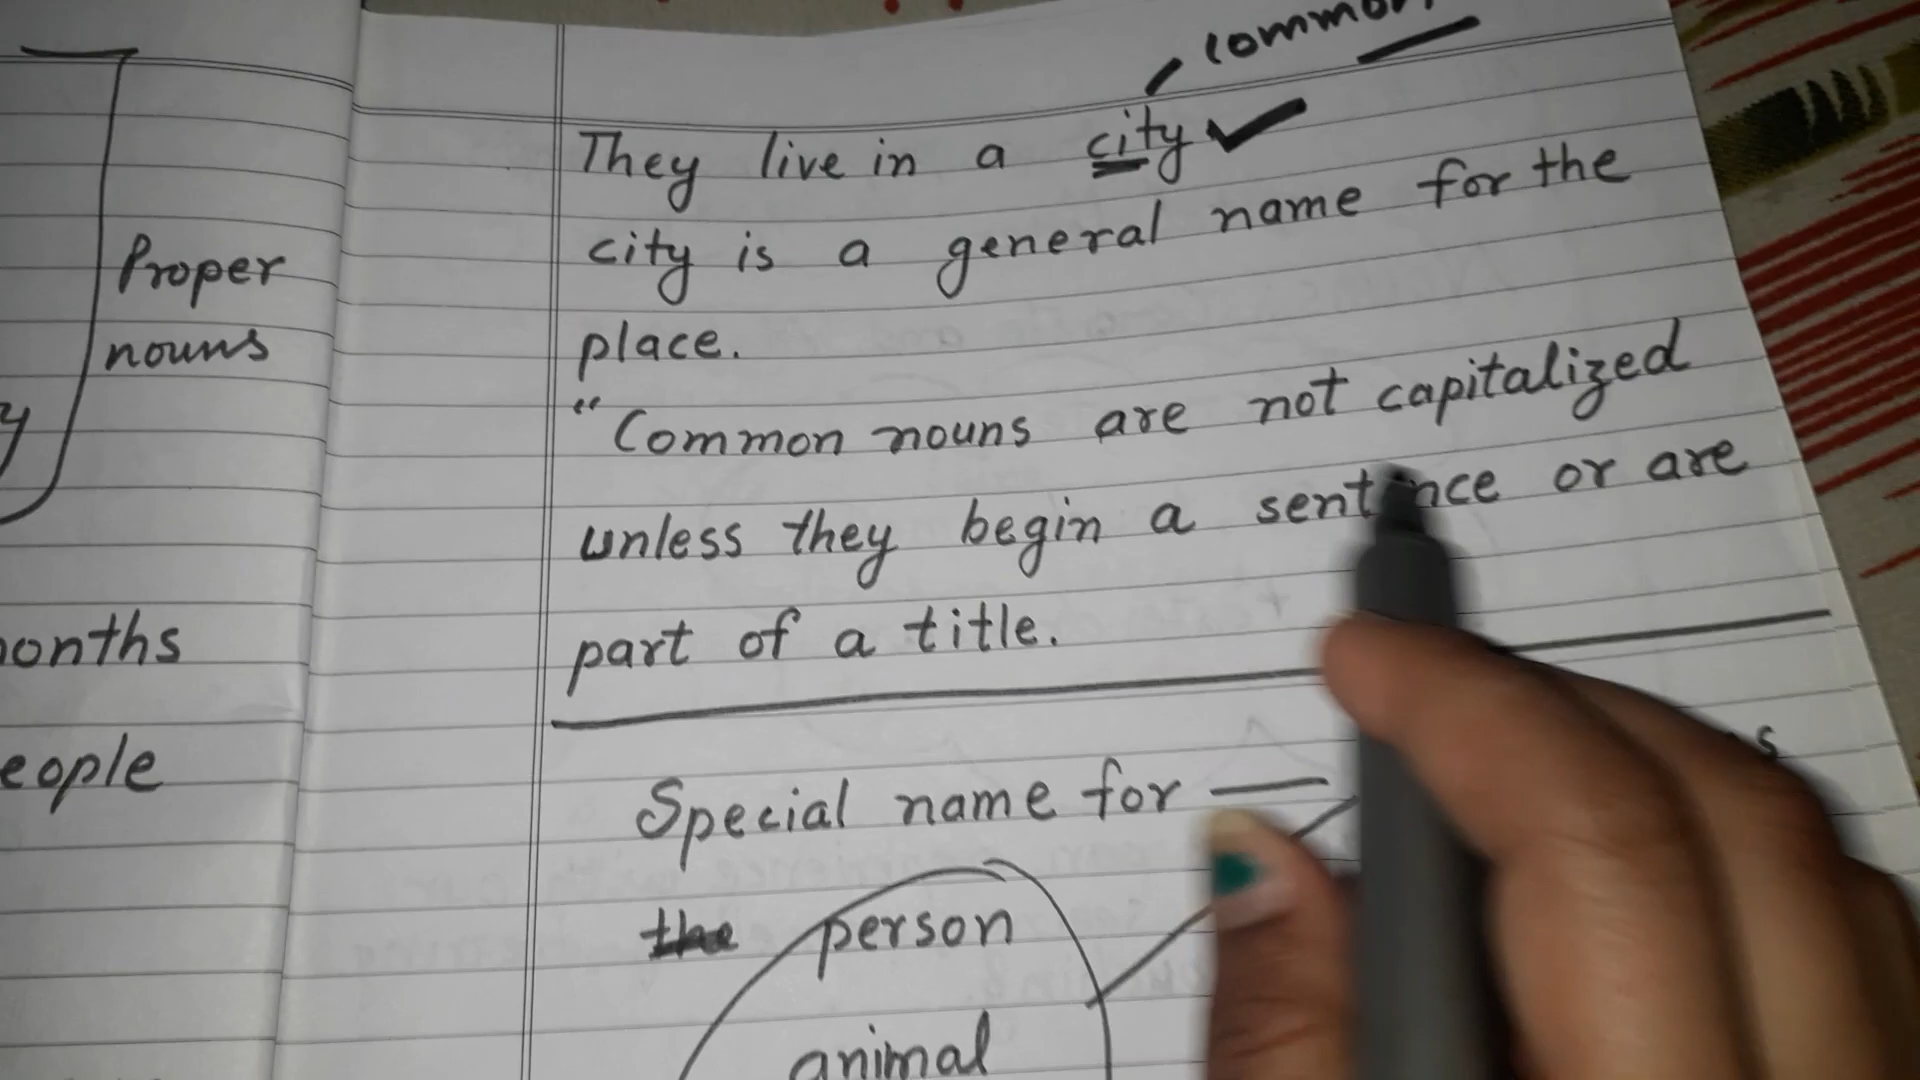 common
They live in a city
city is a general name for the
place.
"Common nouns are not capitalized
unless they begin a sentence or are
part of a title.
Special name for
the person
animal
Proper
nouns
y
onths
eople
s